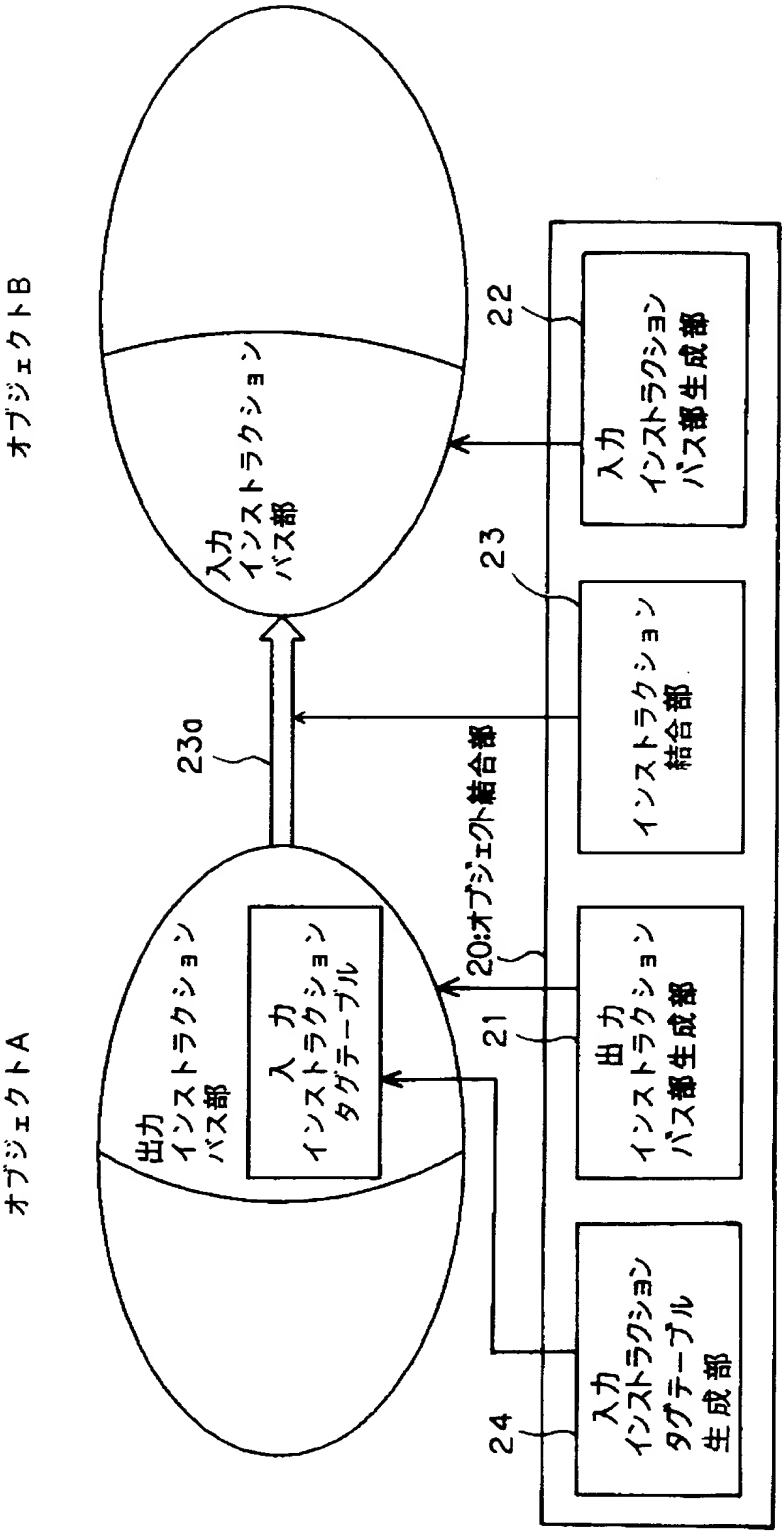 オブジェクトA
オブジェクトB
出力
インストラクション
バス部
入力
インストラクション
タグテーブル
23a
入力
インストラクション
バス部
20:オブジェクト結合部
24
入力
インストラクション
タグテーブル
生成部
21
出力
インストラクション
バス部生成部
23
インストラクション
結合部
22
入力
インストラクション
バス部生成部